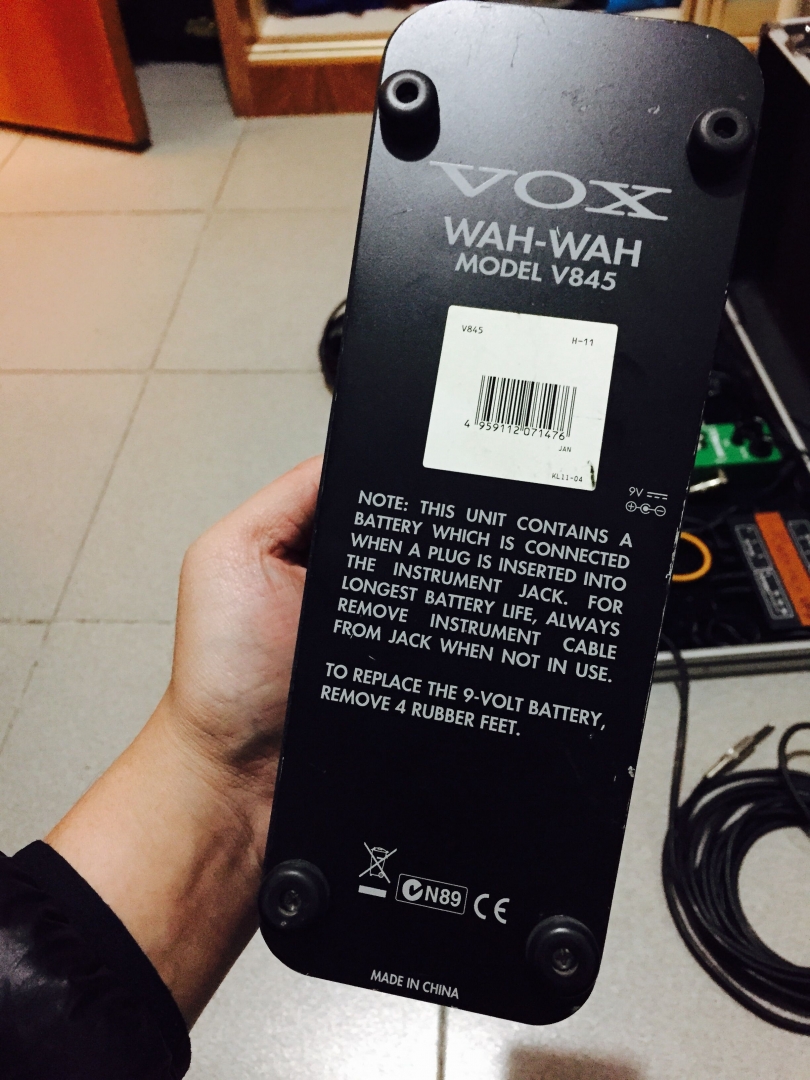 VOX
WAH-WAH
MODEL V845
V845
H-11
4 959112 071476
JAN
KL11-04
9V
NOTE: THIS UNIT CONTAINS A
BATTERY WHICH IS CONNECTED
WHEN A PLUG IS INSERTED INTO
THE INSTRUMENT JACK. FOR
LONGEST BATTERY LIFE, ALWAYS
REMOVE INSTRUMENT CABLE
FROM JACK WHEN NOT IN USE.
TO REPLACE THE 9-VOLT BATTERY,
REMOVE 4 RUBBER FEET.
N89
CE
MADE IN CHINA